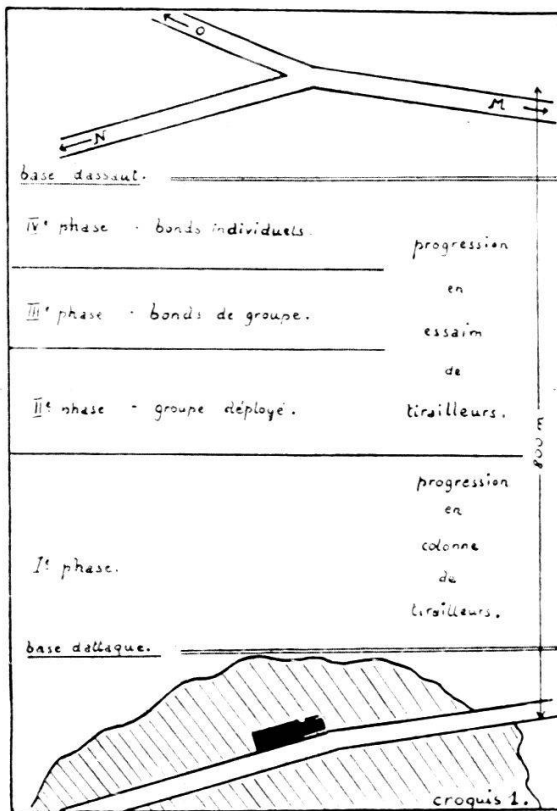 O
M
N
base dassaut.
IVe phase - bonds individuels.
progression
en
essaim
de
tirailleurs.
IIIe phase - bonds de groupe.
IIe phase - groupe déployé.
800 m
progression
en
colonne
de
tirailleurs.
Ie phase.
base dattaque.
croquis 1.